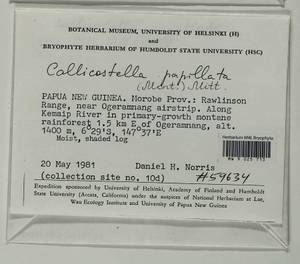 BOTANICAL MUSEUM, UNIVERSITY OF HELSINKI (H)
and
BRYOPHYTE HERBARIUM OF HUMBOLDT STATE UNIVERSITY (HSC)
Callicostella papillata
(Mont.) Mitt.
PAPUA NEW GUINEA. Morobe Prov.: Rawlinson
Range, near Ogeramnang airstrip. Along
Kemaip River in primary-growth montane
rainforest 1.5 km E of Ogeramnang, alt.
1400 m, 6°29'S, 147°37'E
Moist, shaded log
20 May 1981 Daniel H. Norris
(collection site no. 10d) #59634
Expedition sponsored by University of Helsinki, Academy of Finland and Humboldt
State University (Arcata, California) under the auspices of National Herbarium at Lae,
Wau Ecology Institute and University of Papua New Guinea